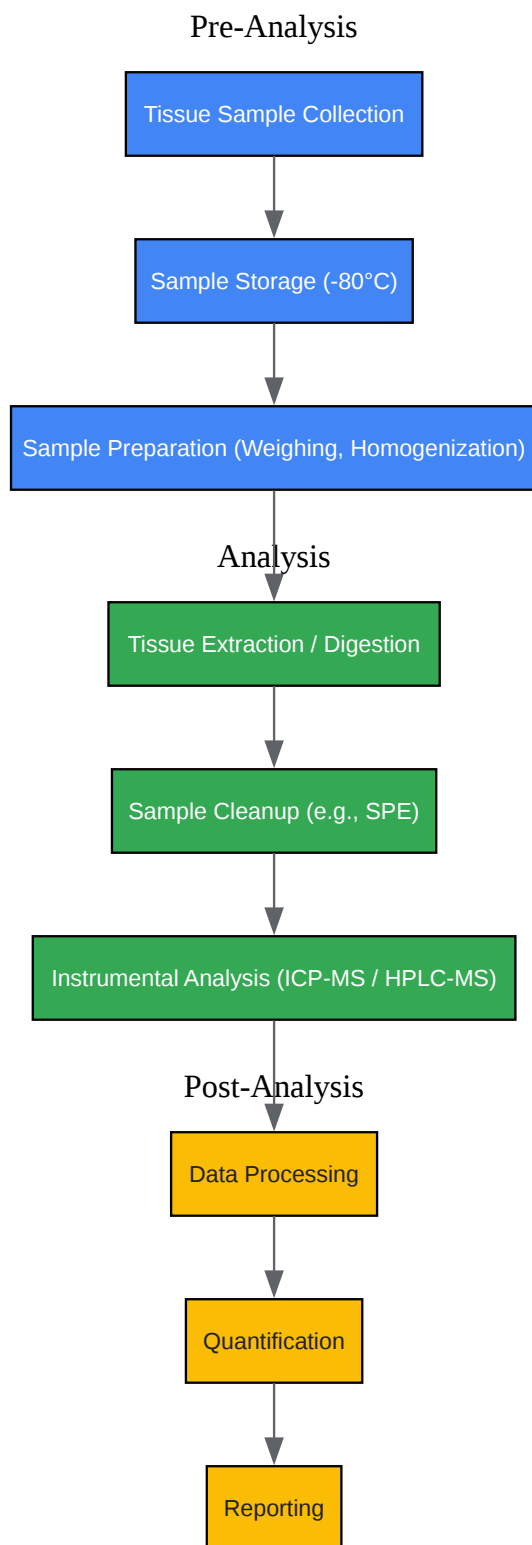 Pre-Analysis
Tissue Sample Collection
Sample Storage (-80°C)
Sample Preparation (Weighing, Homogenization)
Analysis
Tissue Extraction / Digestion
Sample Cleanup (e.g., SPE)
Instrumental Analysis (ICP-MS / HPLC-MS)
Post-Analysis
Data Processing
Quantification
Reporting